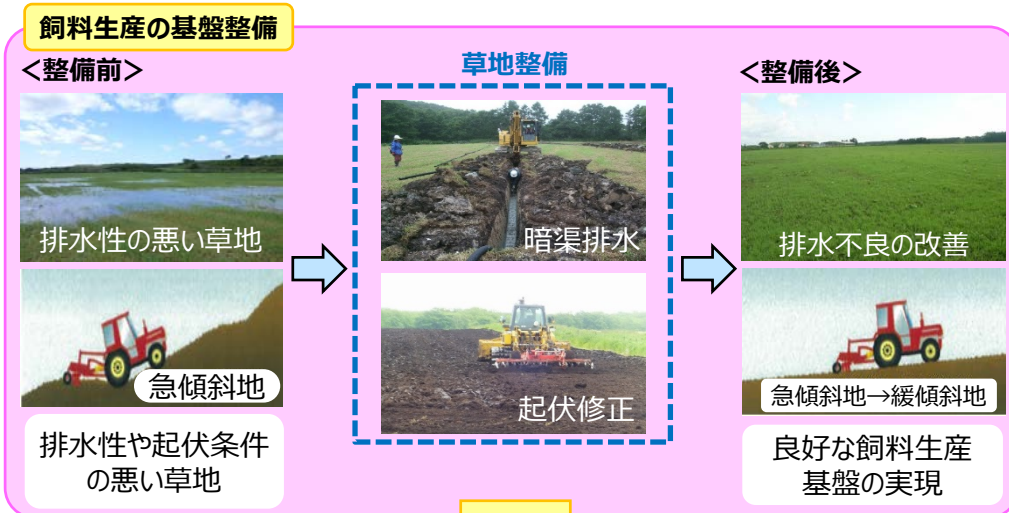 飼料生産の基盤整備
＜整備前＞
排水性の悪い草地
急傾斜地
排水性や起伏条件
の悪い草地
草地整備
暗渠排水
起伏修正
＜整備後＞
排水不良の改善
急傾斜地→緩傾斜地
良好な飼料生産
基盤の実現